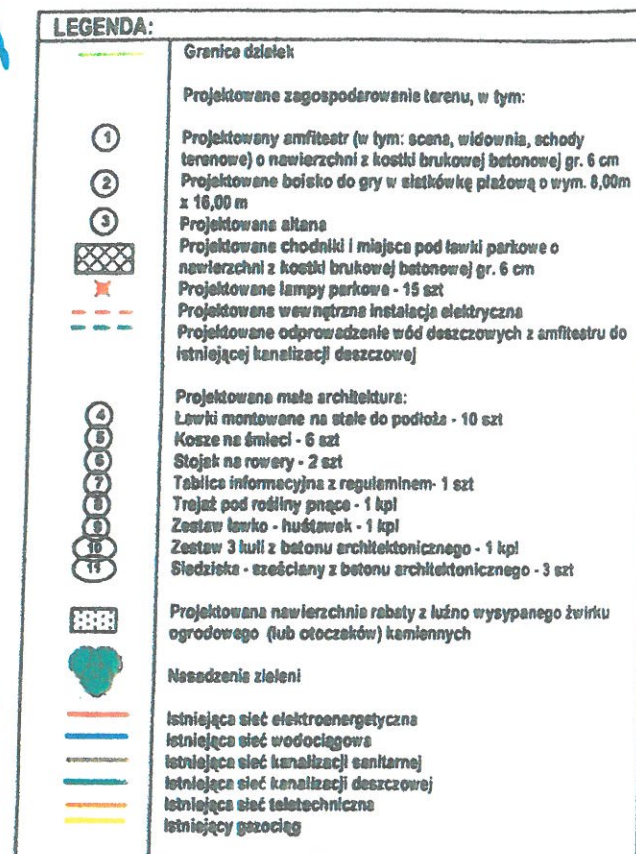 LEGENDA:
Granice działek
Projektowane zagospodarowanie terenu, w tym:
1 Projektowany amfiteatr (w tym: scena, widownia, schody
terenowe) o nawierzchni z kostki brukowej betonowej gr. 6 cm
2 Projektowane boisko do gry w siatkówkę plażową o wym. 8,00m
x 16,00 m
3 Projektowana altana
Projektowane chodniki i miejsca pod ławki parkowe o
nawierzchni z kostki brukowej betonowej gr. 6 cm
Projektowane lampy parkowe - 15 szt
Projektowana wewnętrzna instalacja elektryczna
Projektowane odprowadzenie wód deszczowych z amfiteatru do
istniejącej kanalizacji deszczowej
Projektowana mała architektura:
4 Ławki montowane na stałe do podłoża - 10 szt
5 Kosze na śmieci - 6 szt
6 Stojak na rowery - 2 szt
7 Tablica informacyjna z regulaminem- 1 szt
8 Trejaż pod rośliny pnące - 1 kpl
9 Zestaw ławko - huśtawek - 1 kpl
10 Zestaw 3 kuli z betonu architektonicznego - 1 kpl
11 Siedziska - sześciany z betonu architektonicznego - 3 szt
Projektowana nawierzchnia rabaty z luźno wysypanego żwirku
ogrodowego (lub otoczaków) kamiennych
Nasadzenia zieleni
Istniejąca sieć elektroenergetyczna
Istniejąca sieć wodociągowa
Istniejąca sieć kanalizacji sanitarnej
Istniejąca sieć kanalizacji deszczowej
Istniejąca sieć teletechniczna
Istniejący gazociąg